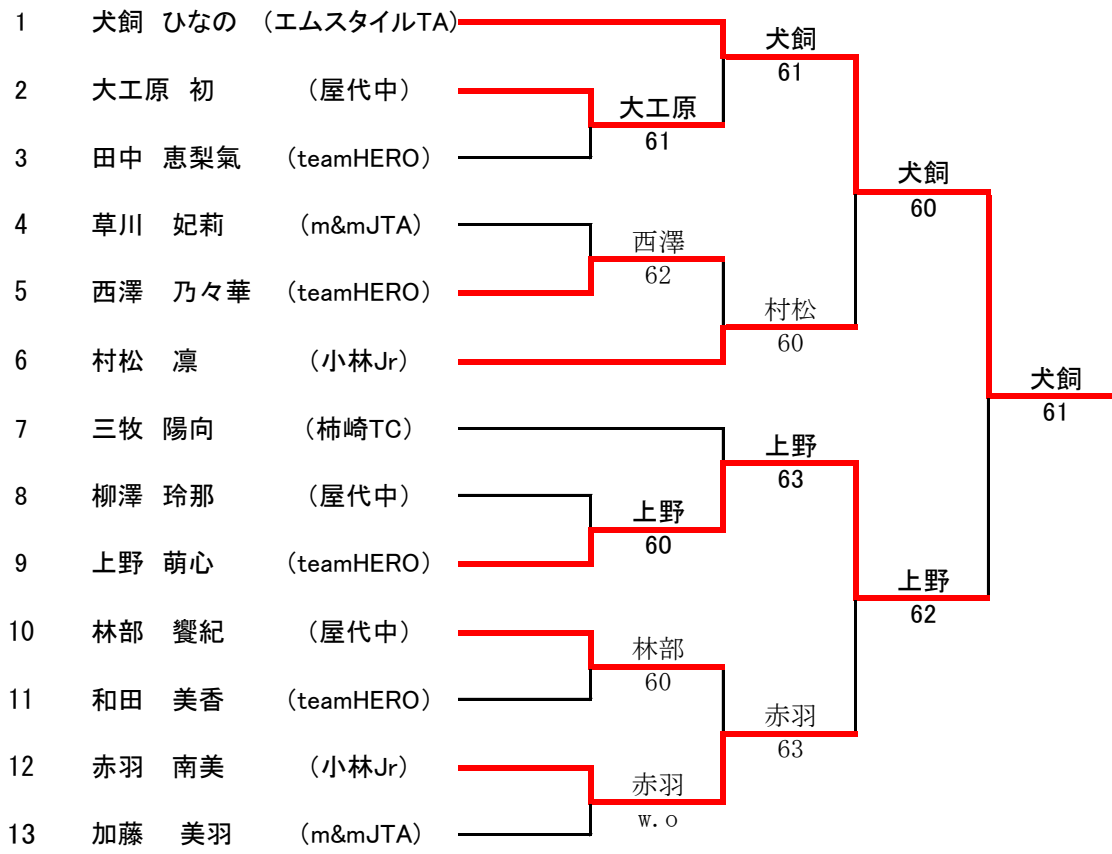 1 犬飼 ひなの (エムスタイルTA)
犬飼
61
2 大工原 初 (屋代中)
大工原
61
3 田中 恵梨氣 (teamHERO)
犬飼
60
4 草川 妃莉 (m&mJTA)
西澤
62
5 西澤 乃々華 (teamHERO)
村松
60
6 村松 凛 (小林Jr)
犬飼
61
7 三牧 陽向 (柿崎TC)
上野
63
8 柳澤 玲那 (屋代中)
上野
60
9 上野 萌心 (teamHERO)
上野
62
10 林部 饗紀 (屋代中)
林部
60
11 和田 美香 (teamHERO)
赤羽
63
12 赤羽 南美 (小林Jr)
赤羽
w.o
13 加藤 美羽 (m&mJTA)